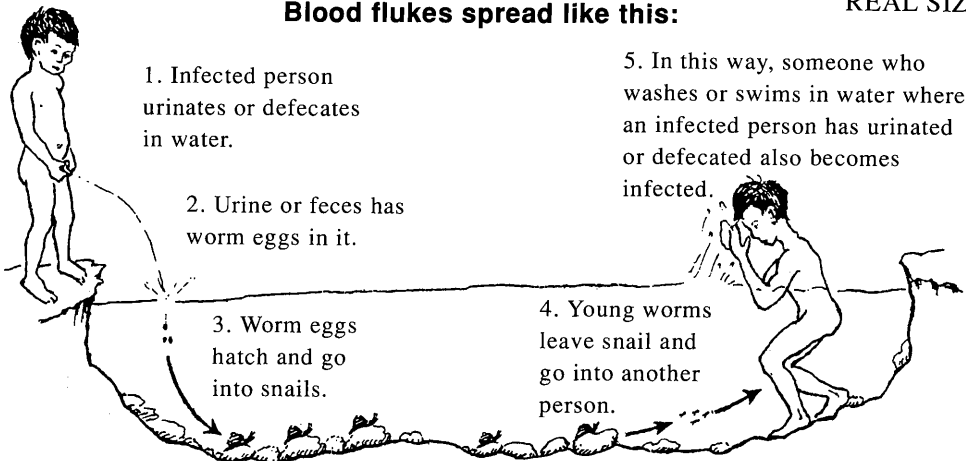 Blood flukes spread like this:
REAL SIZ
1. Infected person
urinates or defecates
in water.
2. Urine or feces has
worm eggs in it.
3. Worm eggs
hatch and go
into snails.
4. Young worms
leave snail and
go into another
person.
5. In this way, someone who
washes or swims in water where
an infected person has urinated
or defecated also becomes
infected.